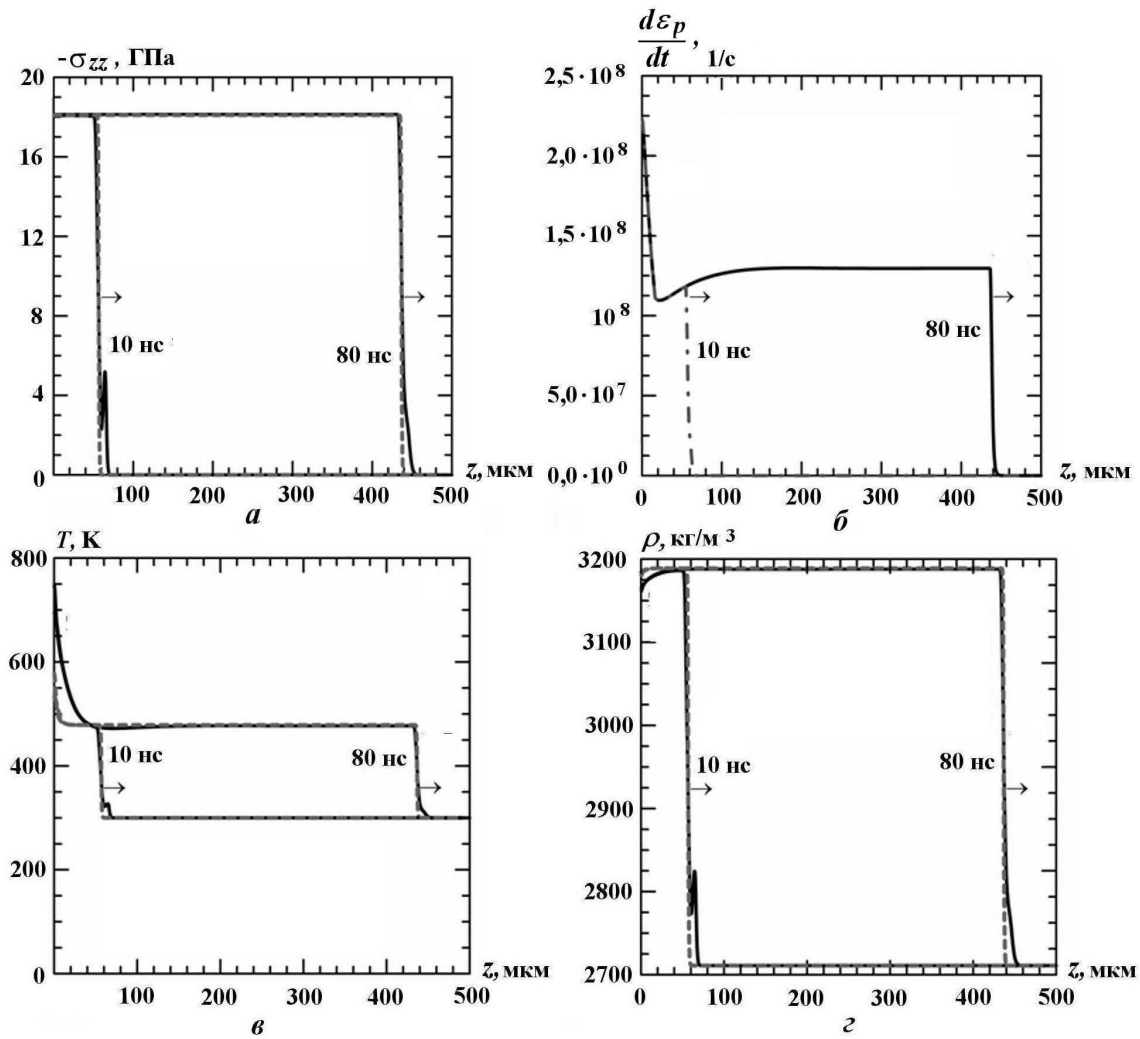 -σzz , ГПа
20
16
12
8
4
0
10 нс
80 нс
100 200 300 400 500
z, мкм
а
dεp/dt , 1/с
2,5·10⁸
2,0·10⁸
1,5·10⁸
10⁸
5,0·10⁷
0,0·10⁰
10 нс
80 нс
0 100 200 300 400 500
z, мкм
б
T, К
800
600
400
200
0
10 нс
80 нс
100 200 300 400 500
z, мкм
в
ρ, кг/м ³
3200
3100
3000
2900
2800
2700
10 нс
80 нс
0 100 200 300 400 500
z, мкм
г